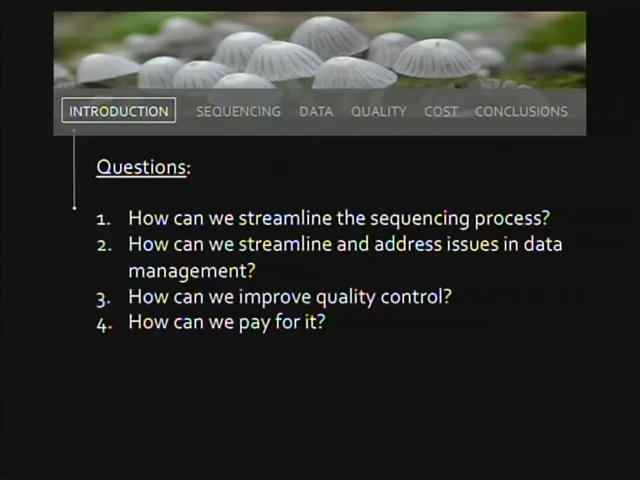 INTRODUCTION SEQUENCING DATA QUALITY COST CONCLUSIONS
Questions:
1. How can we streamline the sequencing process?
2. How can we streamline and address issues in data
management?
3. How can we improve quality control?
4. How can we pay for it?